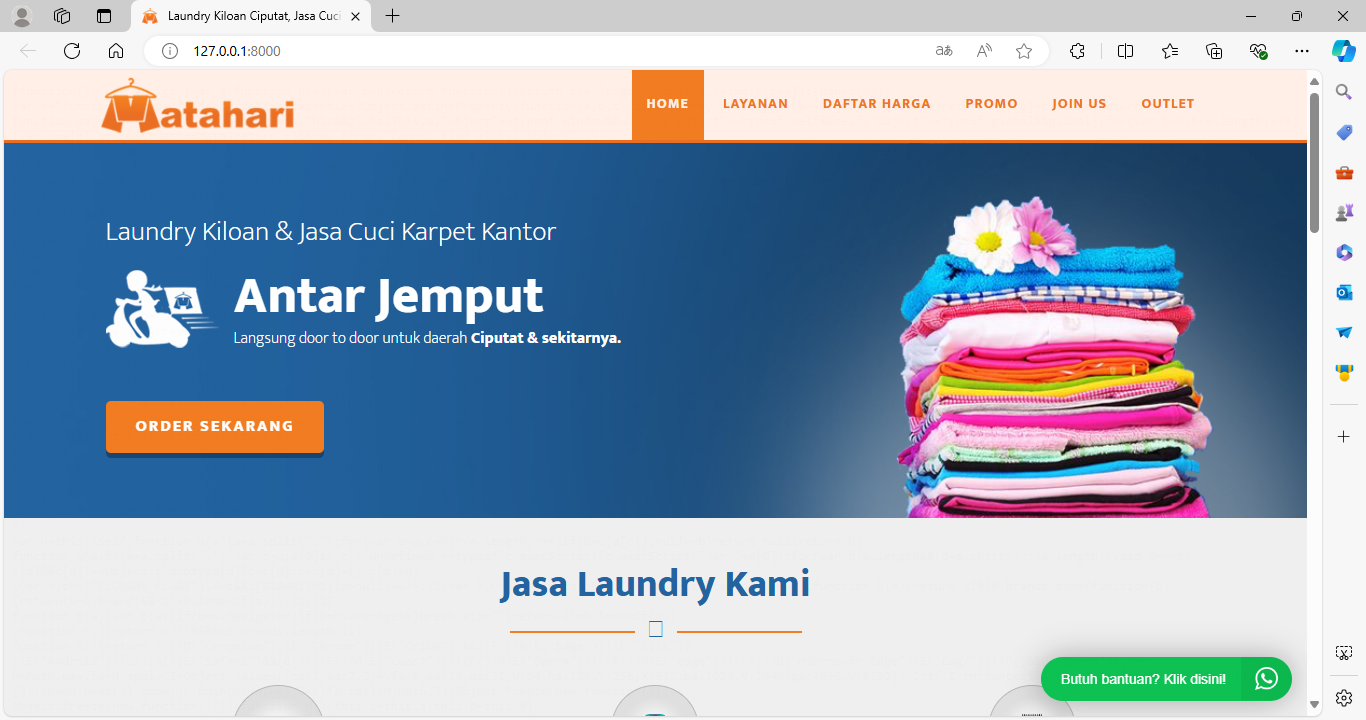 Laundry Kiloan Ciputat, Jasa Cuci
127.0.0.1:8000
Matahari
HOME LAYANAN DAFTAR HARGA PROMO JOIN US OUTLET
Laundry Kiloan & Jasa Cuci Karpet Kantor
Antar Jemput
Langsung door to door untuk daerah Ciputat & sekitarnya.
ORDER SEKARANG
Jasa Laundry Kami
Butuh bantuan? Klik disini!